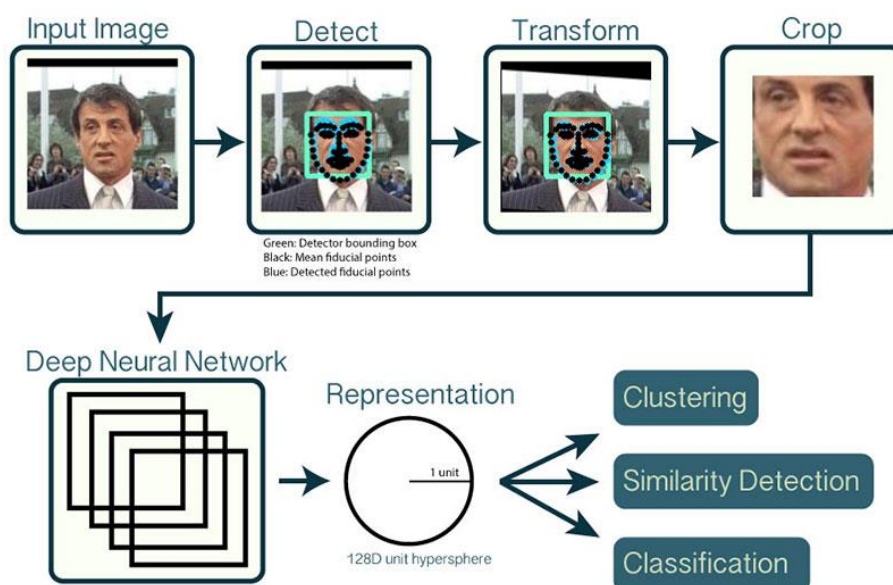 Input Image
Detect
Transform
Crop
Green: Detector bounding box
Black: Mean fiducial points
Blue: Detected fiducial points
Deep Neural Network
Representation
1 unit
128D unit hypersphere
Clustering
Similarity Detection
Classification